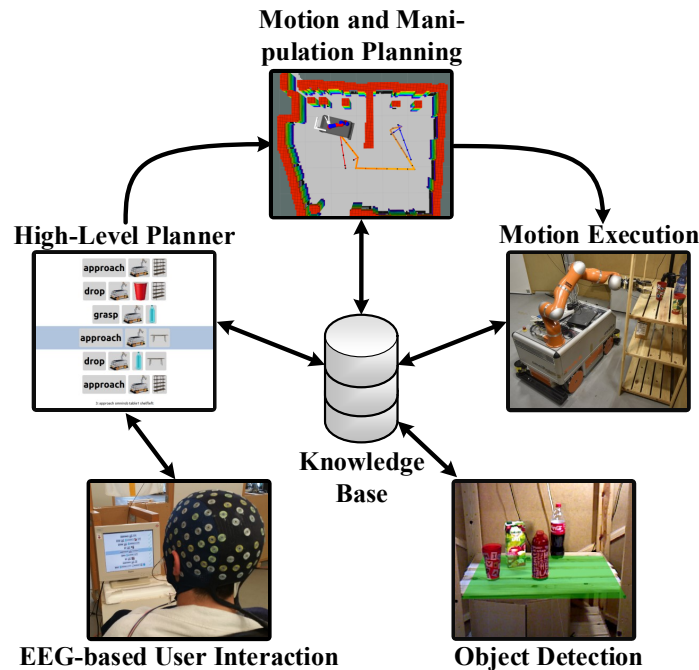 Motion and Mani-
pulation Planning
High-Level Planner
Motion Execution
approach
drop
grasp
approach
drop
approach
Knowledge
Base
EEG-based User Interaction
Object Detection